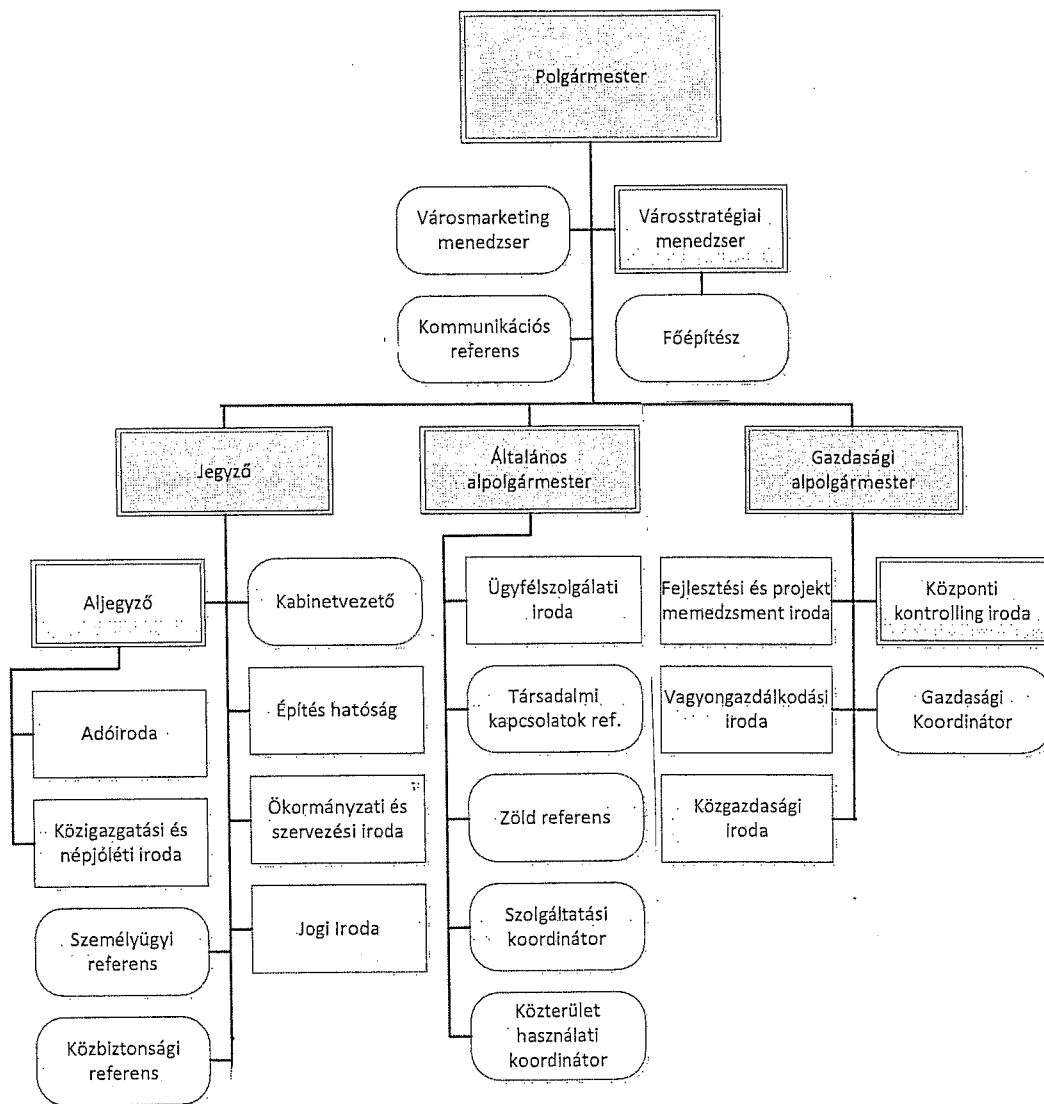 Polgármester
Városmarketing
menedzser
Városstratégiai
menedzser
Kommunikációs
referens
Főépítész
Jegyző
Általános
alpolgármester
Gazdasági
alpolgármester
Aljegyző
Kabinetvezető
Ügyfélszolgálati
iroda
Fejlesztési és projekt
memedzsment iroda
Központi
kontrolling iroda
Adóiroda
Építés hatóság
Társadalmi
kapcsolatok ref.
Vagyongazdálkodási
iroda
Gazdasági
Koordinátor
Közigazgatási és
népjóléti iroda
Ökormányzati és
szervezési iroda
Zöld referens
Közgazdasági
iroda
Személyügyi
referens
Jogi Iroda
Szolgáltatási
koordinátor
Közbiztonsági
referens
Közterület
használati
koordinátor